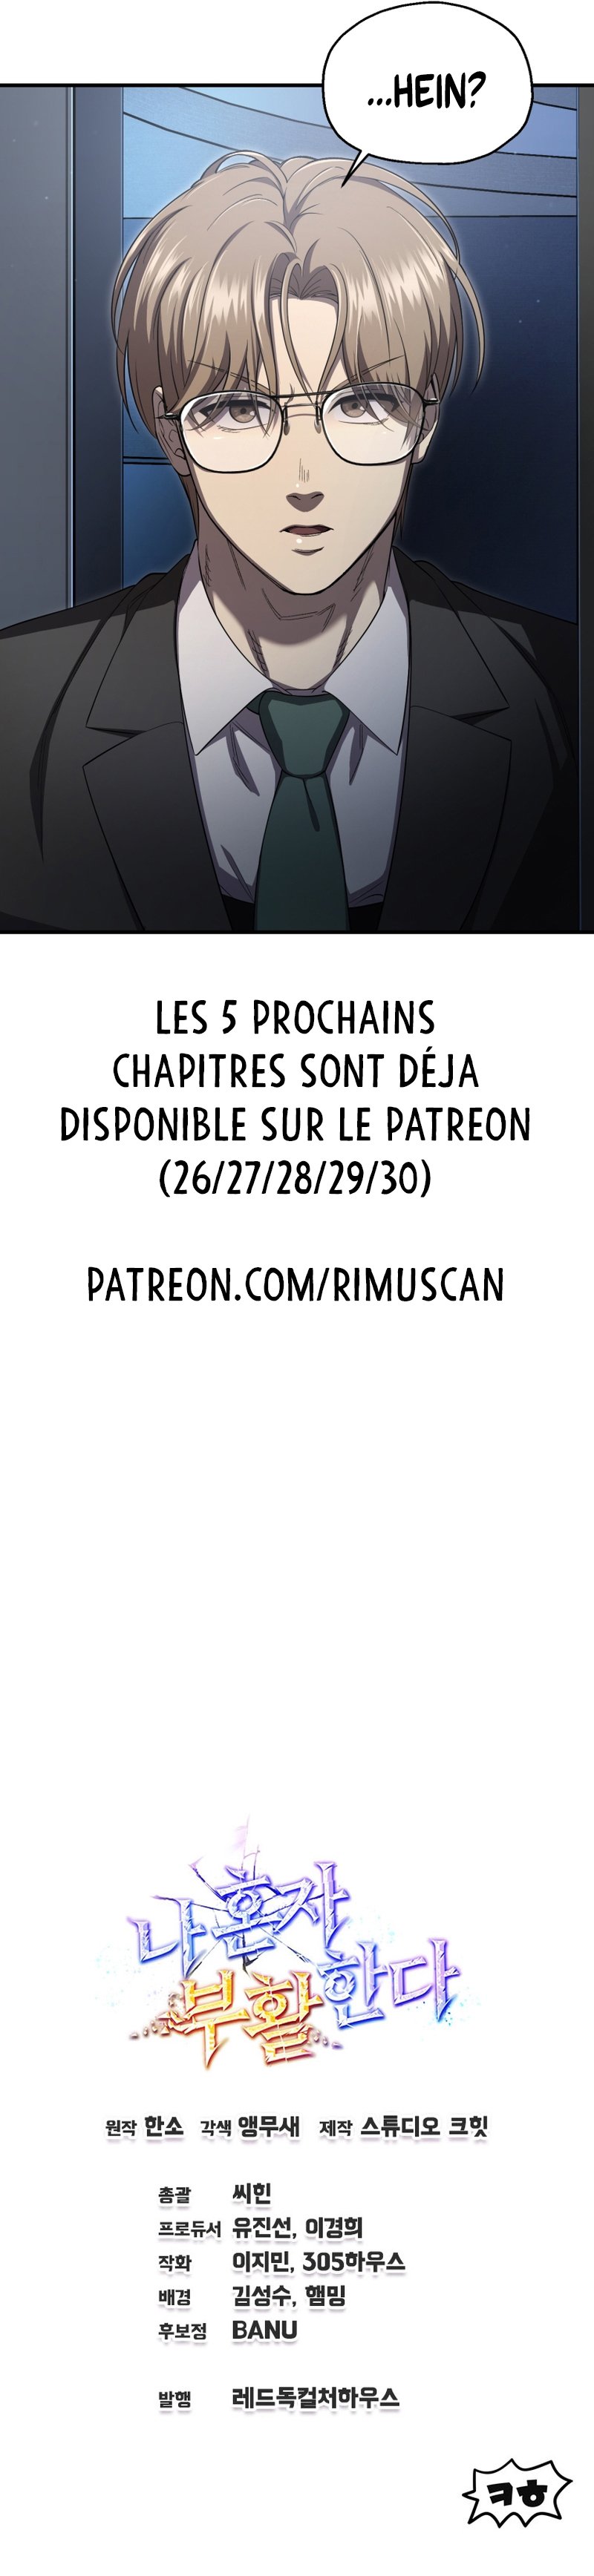 ...HEIN?
LES 5 PROCHAINS
CHAPITRES SONT DÉJA
DISPONIBLE SUR LE PATREON
(26/27/28/29/30)
PATREON.COM/RIMUSCAN
나 혼자
부활한다
원작 한소 각색 앵무새 제작 스튜디오 크힛
총괄 씨힌
프로듀서 유진선, 이경희
작화 이지민, 305하우스
배경 김성수, 햄밍
후보정 BANU
발행 레드독컬처하우스
ㅋㅎ